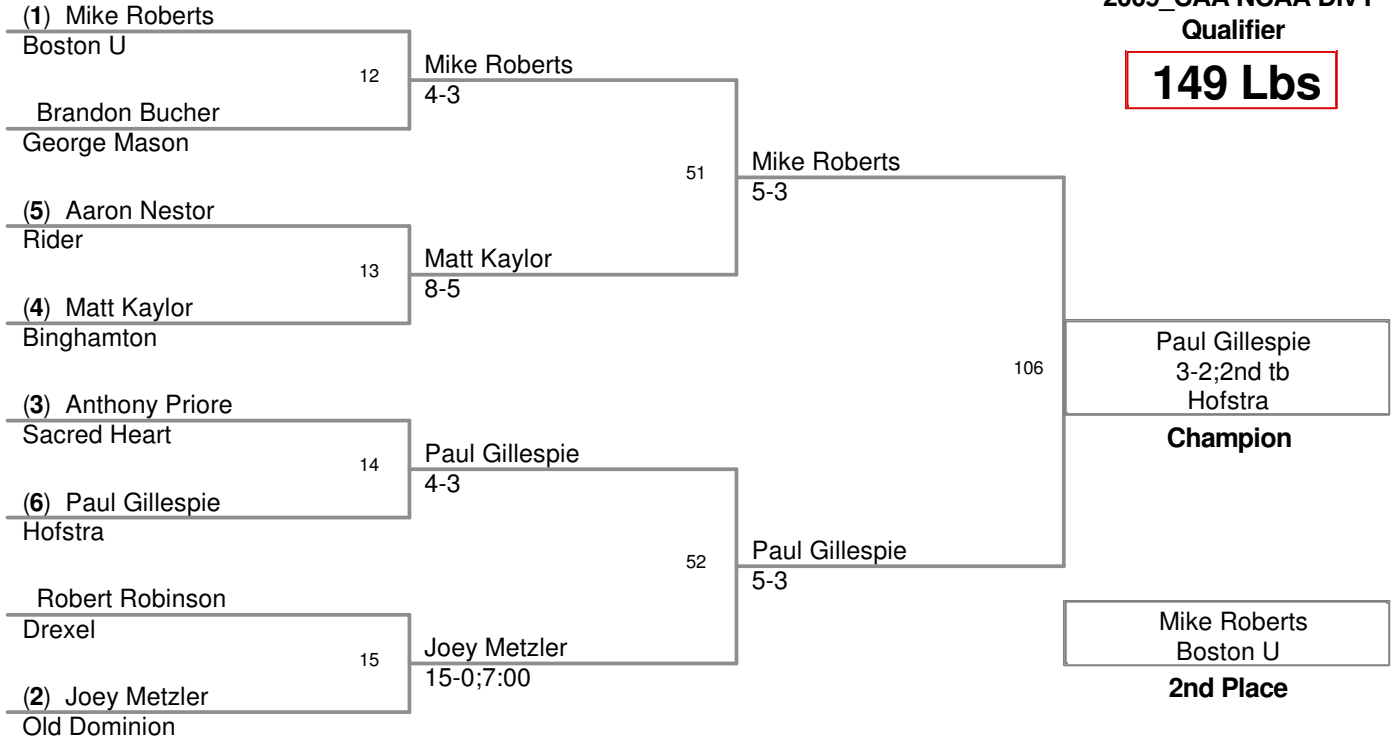 2009_CAA NCAA Div I
Qualifier
149 Lbs
(1) Mike Roberts
Boston U
12
Brandon Bucher
George Mason
Mike Roberts
4-3
(5) Aaron Nestor
Rider
13
(4) Matt Kaylor
Binghamton
Matt Kaylor
8-5
51
Mike Roberts
5-3
(3) Anthony Priore
Sacred Heart
14
(6) Paul Gillespie
Hofstra
Paul Gillespie
4-3
Robert Robinson
Drexel
15
(2) Joey Metzler
Old Dominion
Joey Metzler
15-0;7:00
52
Paul Gillespie
5-3
106
Paul Gillespie
3-2;2nd tb
Hofstra
Champion
Mike Roberts
Boston U
2nd Place